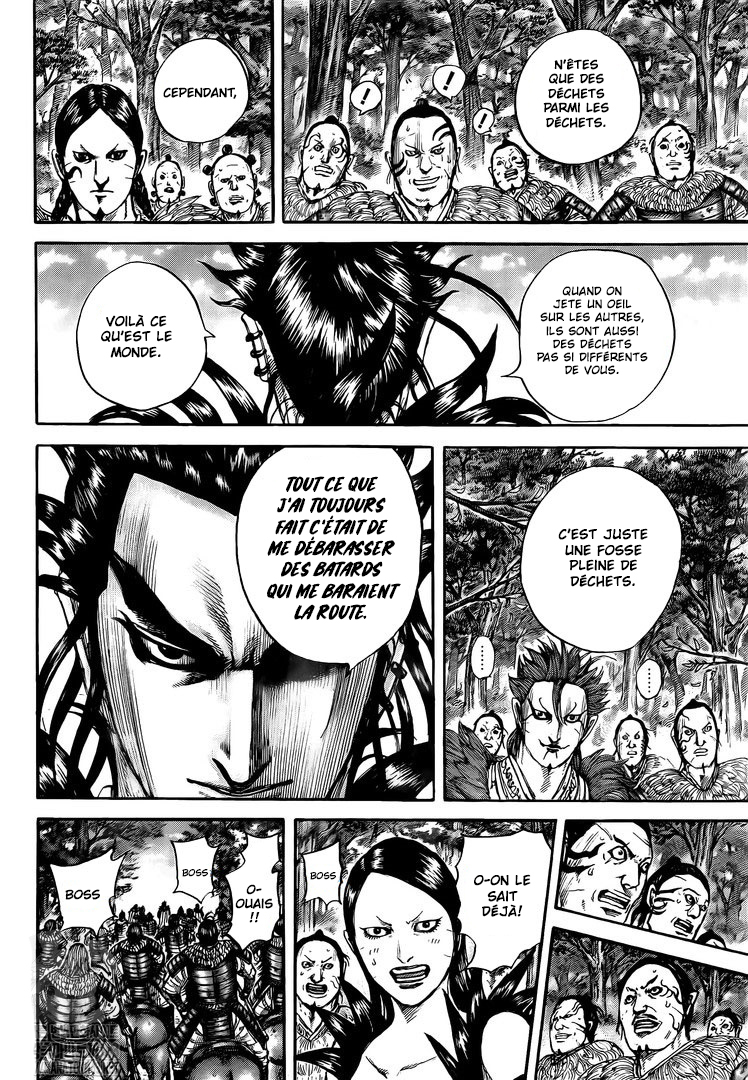 N'ÊTES
QUE DES
DÉCHETS
PARMI LES
DÉCHETS.
!
!
!
CEPENDANT,
QUAND ON
JETE UN OEIL
SUR LES AUTRES,
ILS SONT AUSSI
DES DÉCHETS
PAS SI DIFFÉRENTS
DE VOUS.
VOILÀ CE
QU'EST LE
MONDE.
C'EST JUSTE
UNE FOSSE
PLEINE DE
DÉCHETS.
......
......
TOUT CE QUE
J'AI TOUJOURS
FAIT C'ÉTAIT DE
ME DÉBARASSER
DES BATARDS
QUI ME BARAIENT
LA ROUTE.
O-ON LE
SAIT
DÉJÀ!
BOSS
O-
OUAIS
!!
BOSS
BOSS